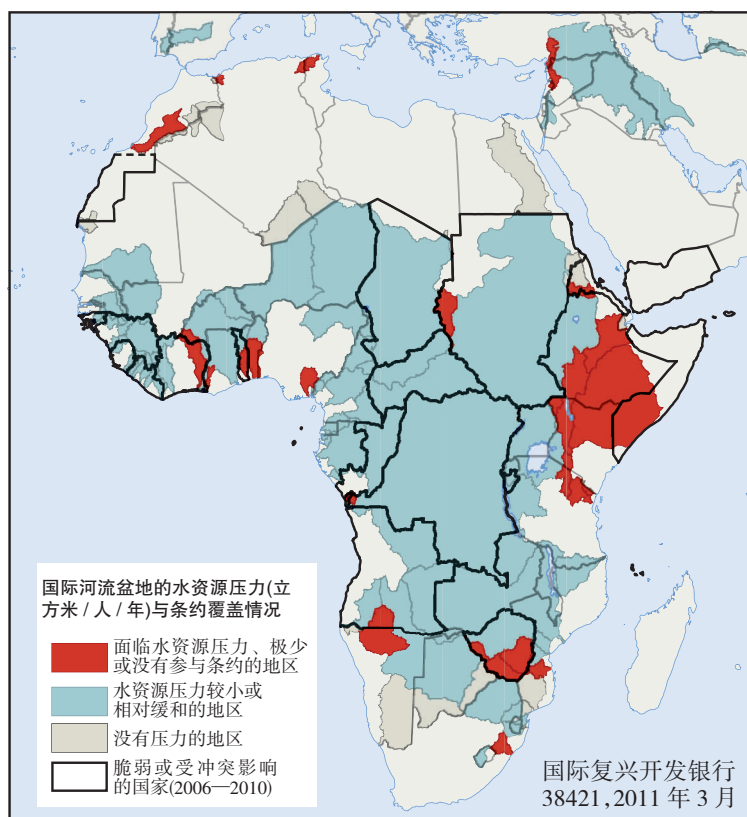 国际河流盆地的水资源压力(立
方米 / 人 / 年)与条约覆盖情况
面临水资源压力、极少
或没有参与条约的地区
水资源压力较小或
相对缓和的地区
没有压力的地区
脆弱或受冲突影响
的国家(2006—2010)
国际复兴开发银行
38421,2011 年 3 月